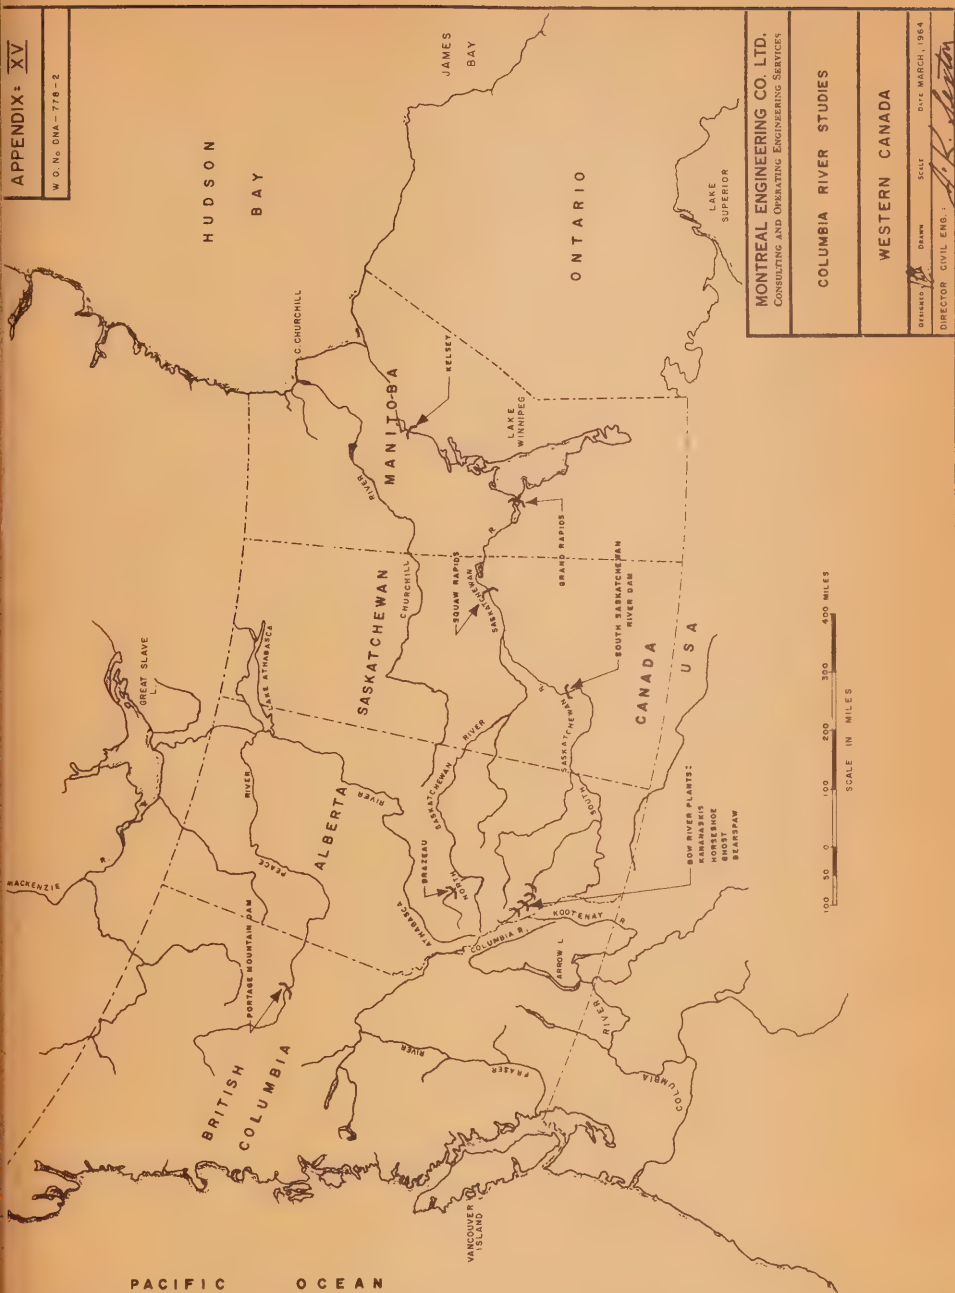 APPENDIX: XV
W O. No DNA-778-2
HUDSON
BAY
JAMES
BAY
C. CHURCHILL
ONTARIO
LAKE
SUPERIOR
MANITOBA
KELSEY
LAKE
WINNIPEG
RIVER
CHURCHILL
GRAND RAPIDS
SQUAW RAPIDS
SASKATCHEWAN
R
SOUTH SASKATCHEWAN
RIVER DAM
SASKATCHEWAN
GREAT SLAVE
L.
LAKE ATHABASCA
CANADA
USA
SOUTH
SASKATCHEWAN
R
NORTH
SASKATCHEWAN
RIVER
BRAZEAU
ALBERTA
ATHABASCA
RIVER
PEACE
RIVER
MACKENZIE
R
BOW RIVER PLANTS:
KANANASKIS
HORSESHOE
GHOST
BEARSPAW
PORTAGE MOUNTAIN DAM
COLUMBIA R.
KOOTENAY
R
ARROW L
RIVER
COLUMBIA
BRITISH
COLUMBIA
FRASER
RIVER
VANCOUVER
ISLAND
PACIFIC OCEAN
100 50 0 100 200 300 400 MILES
SCALE IN MILES
MONTREAL ENGINEERING CO. LTD.
CONSULTING AND OPERATING ENGINEERING SERVICES
COLUMBIA RIVER STUDIES
WESTERN CANADA
DESIGNED DRAWN SCALE DATE MARCH, 1964
DIRECTOR CIVIL ENG.: